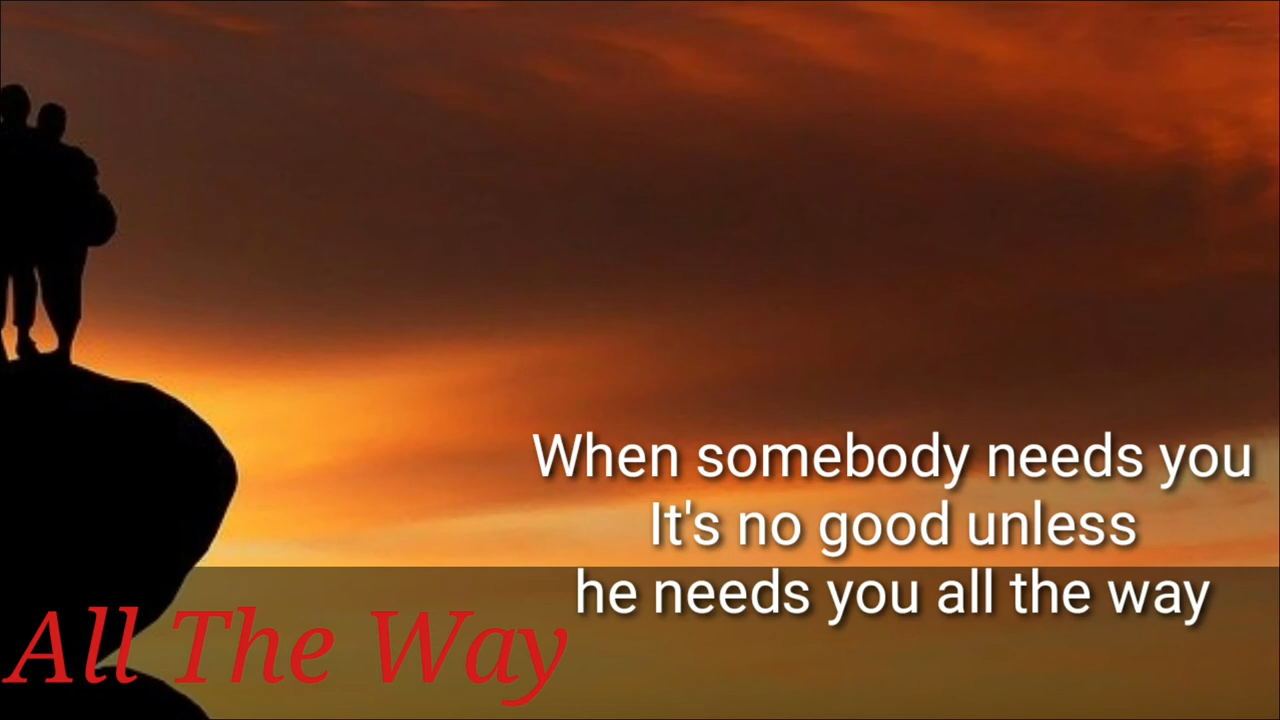 When somebody needs you
It's no good unless
he needs you all the way
All The Way